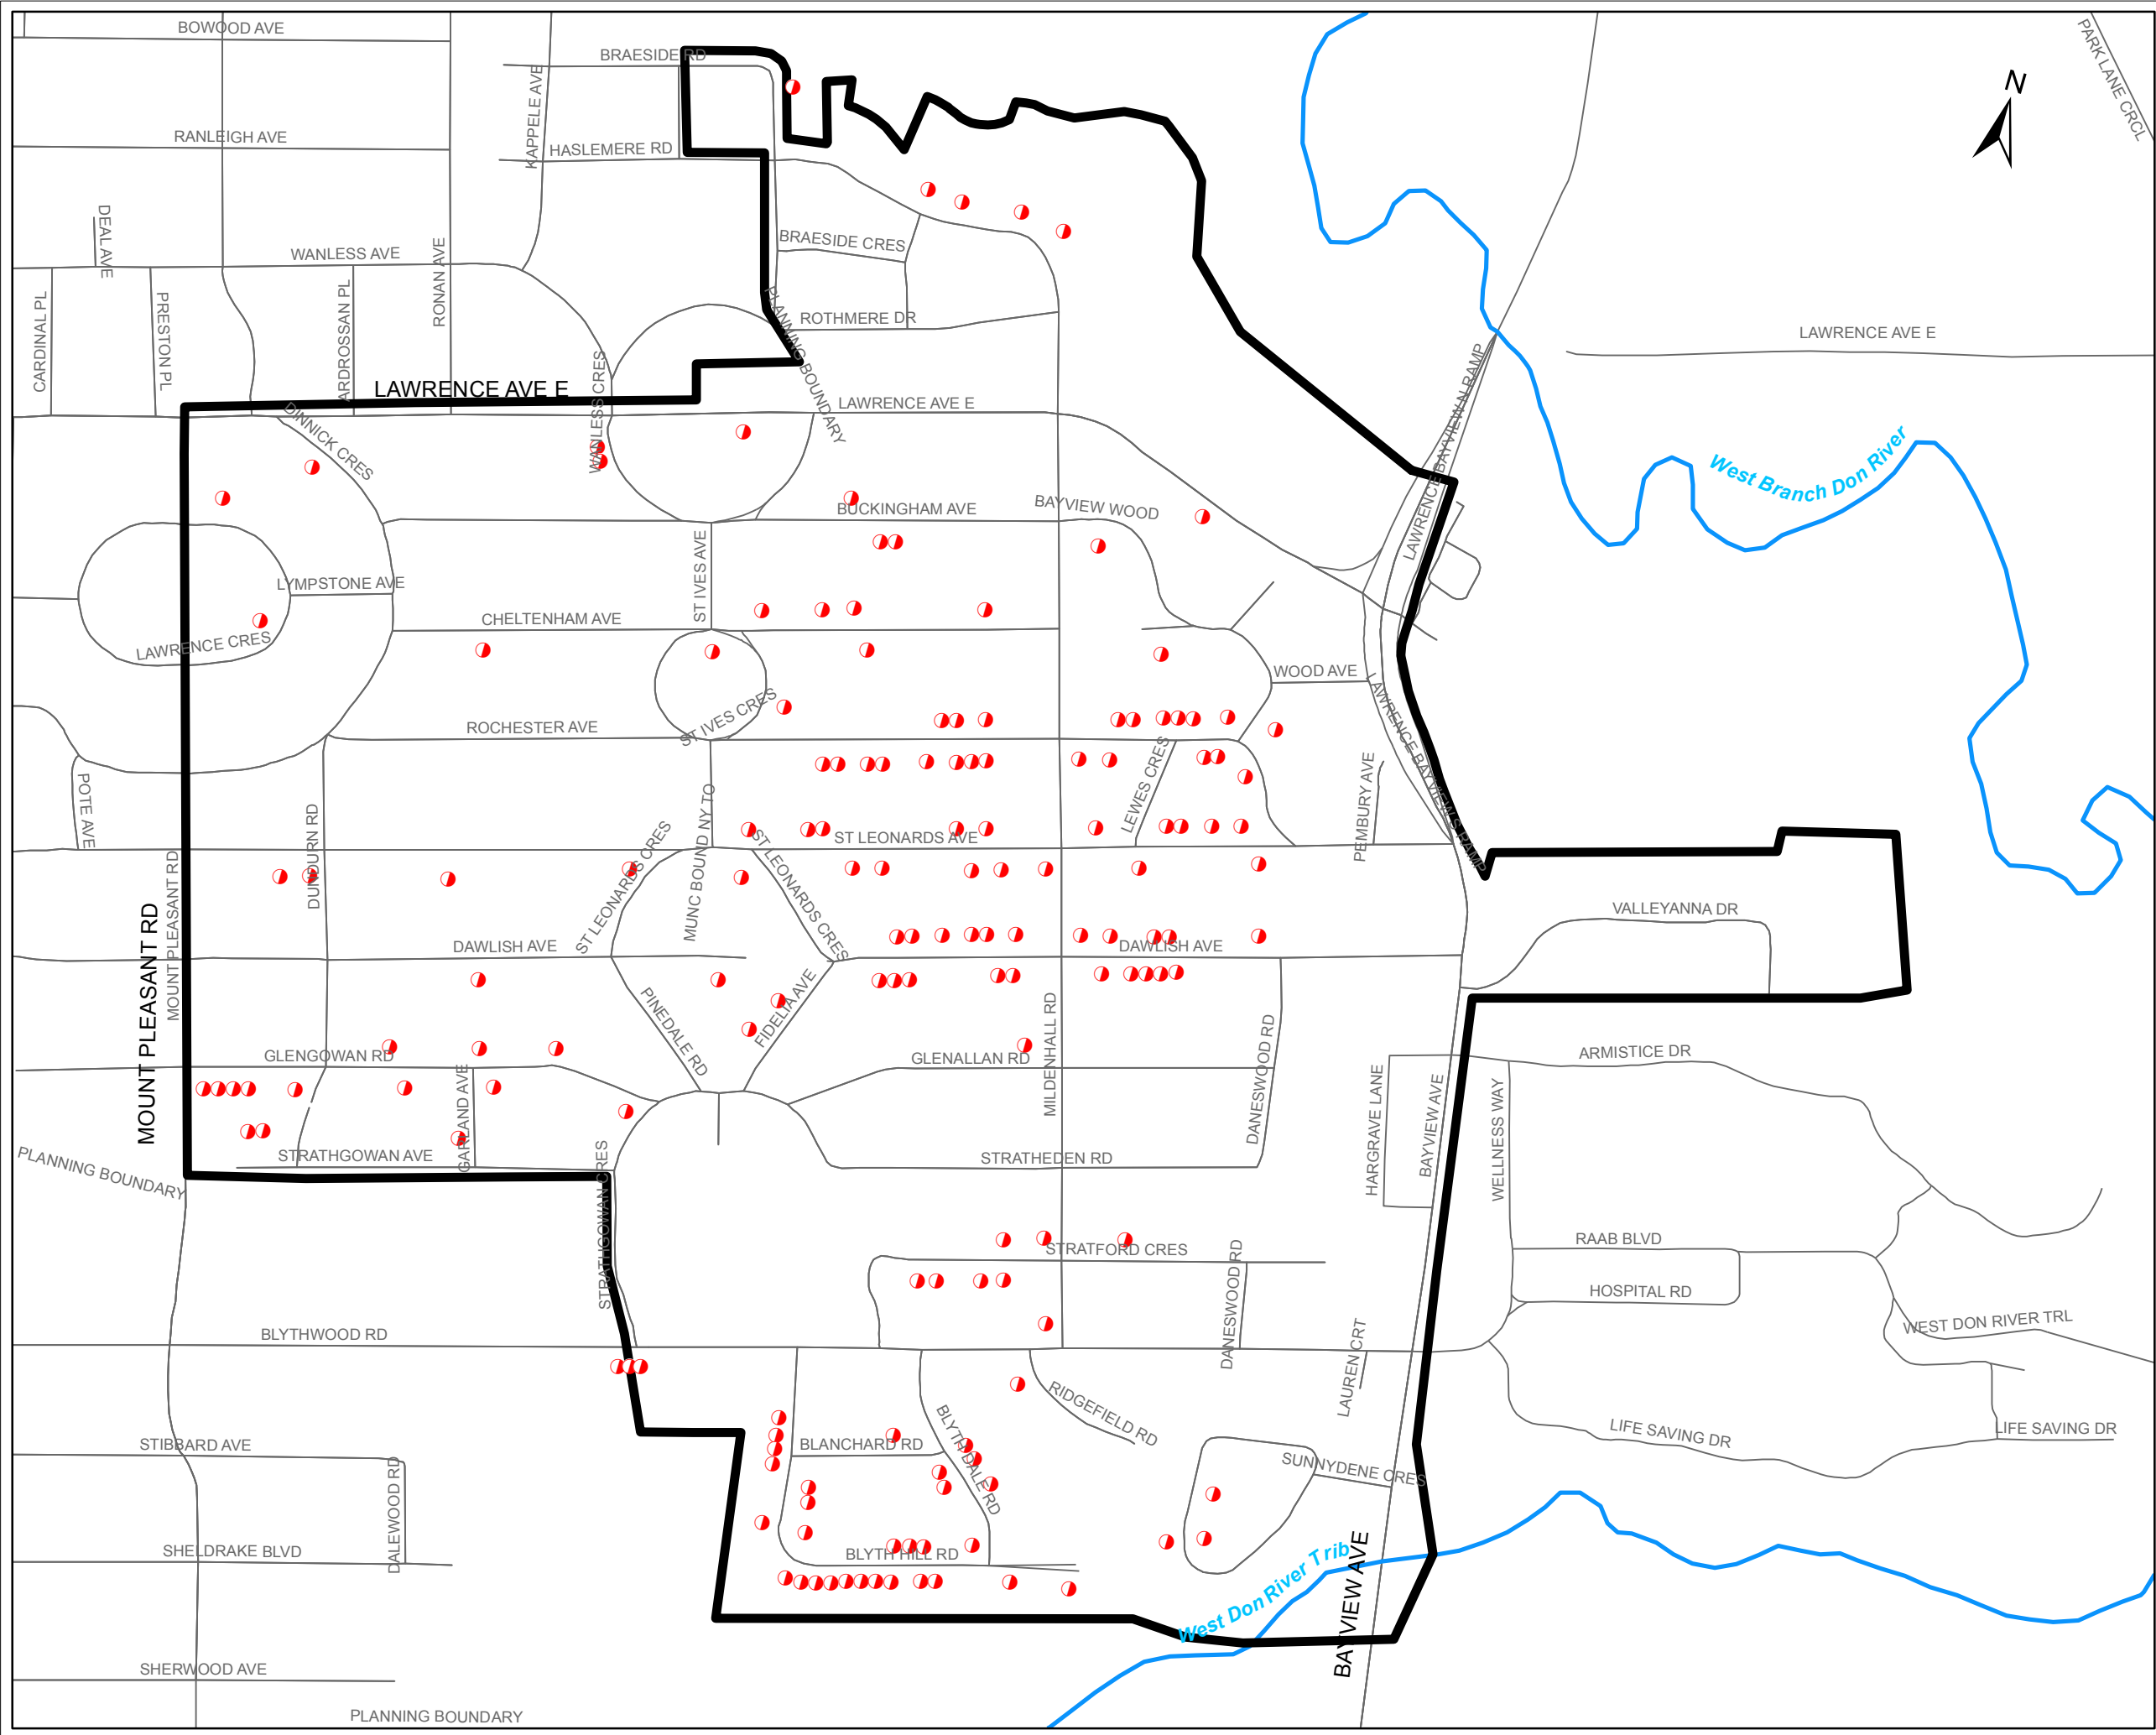 BOWOOD AVE
BRAESIDE RD
PARK LANE CRCL
N
KAPPELE AVE
RANLEIGH AVE
HASLEMERE RD
DEAL AVE
WANLESS AVE
RONAN AVE
BRAESIDE CRES
CARDINAL PL
PRESTON PL
ARDROSSAN PL
PLANNING BOUNDARY
ROTHMERE DR
LAWRENCE AVE E
LAWRENCE AVE E
WANLESS CRES
LAWRENCE AVE E
DINNICK CRES
LAWRENCE BAYVIEW N RAMP
West Branch Don River
BUCKINGHAM AVE
BAYVIEW WOOD
ST IVES AVE
LYMPSTONE AVE
CHELTENHAM AVE
LAWRENCE CRES
WOOD AVE
ST IVES CRES
ROCHESTER AVE
LAWRENCE BAYVIEW S RAMP
LEWES CRES
PEMBURY AVE
POTE AVE
DUNDURN RD
MUNC BOUND NY TO
ST LEONARDS CRES
ST LEONARDS CRES
ST LEONARDS AVE
MOUNT PLEASANT RD
MOUNT PLEASANT RD
VALLEYANNA DR
DAWLISH AVE
DAWLISH AVE
PINEDALE RD
FIDELIA AVE
MILDENHALL RD
DANESWOOD RD
GLENGOWAN RD
GLENALLAN RD
ARMISTICE DR
GARLAND AVE
HARGRAVE LANE
BAYVIEW AVE
WELLNESS WAY
STRATHGOWAN AVE
STRATHEDEN RD
PLANNING BOUNDARY
STRATHGOWAN CRES
STRATFORD CRES
DANESWOOD RD
RAAB BLVD
HOSPITAL RD
WEST DON RIVER TRL
BLYTHWOOD RD
LAUREN CRT
RIDGEFIELD RD
BLYTHDALE RD
STIBBARD AVE
BLANCHARD RD
LIFE SAVING DR
LIFE SAVING DR
SUNNYDENE CRES
DALEWOOD RD
SHELDRAKE BLVD
BLYTH HILL RD
West Don River Trib
BAYVIEW AVE
SHERWOOD AVE
PLANNING BOUNDARY